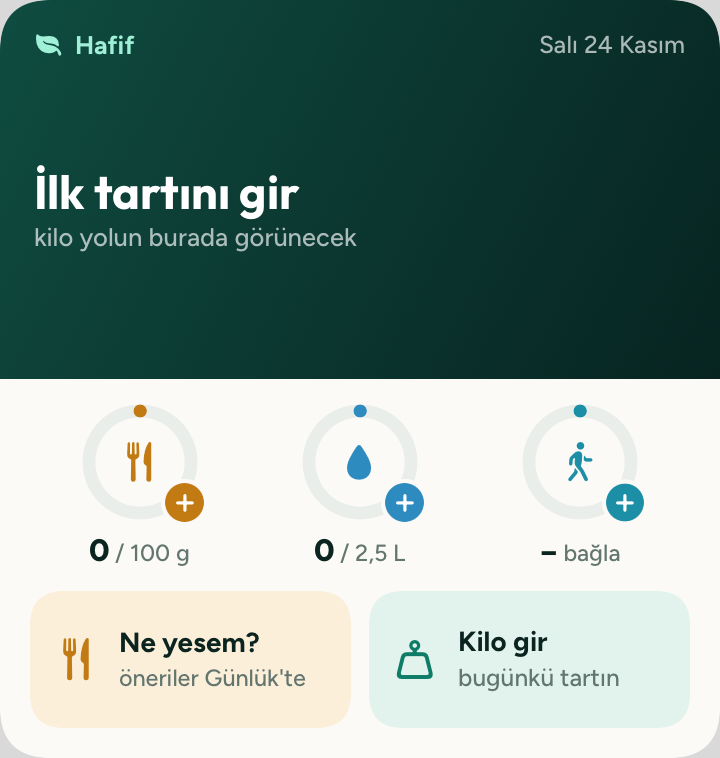 Hafif
Salı 24 Kasım
İlk tartını gir
kilo yolun burada görünecek
0 / 100 g
0 / 2,5 L
– bağla
Ne yesem?
öneriler Günlük'te
Kilo gir
bugünkü tartın